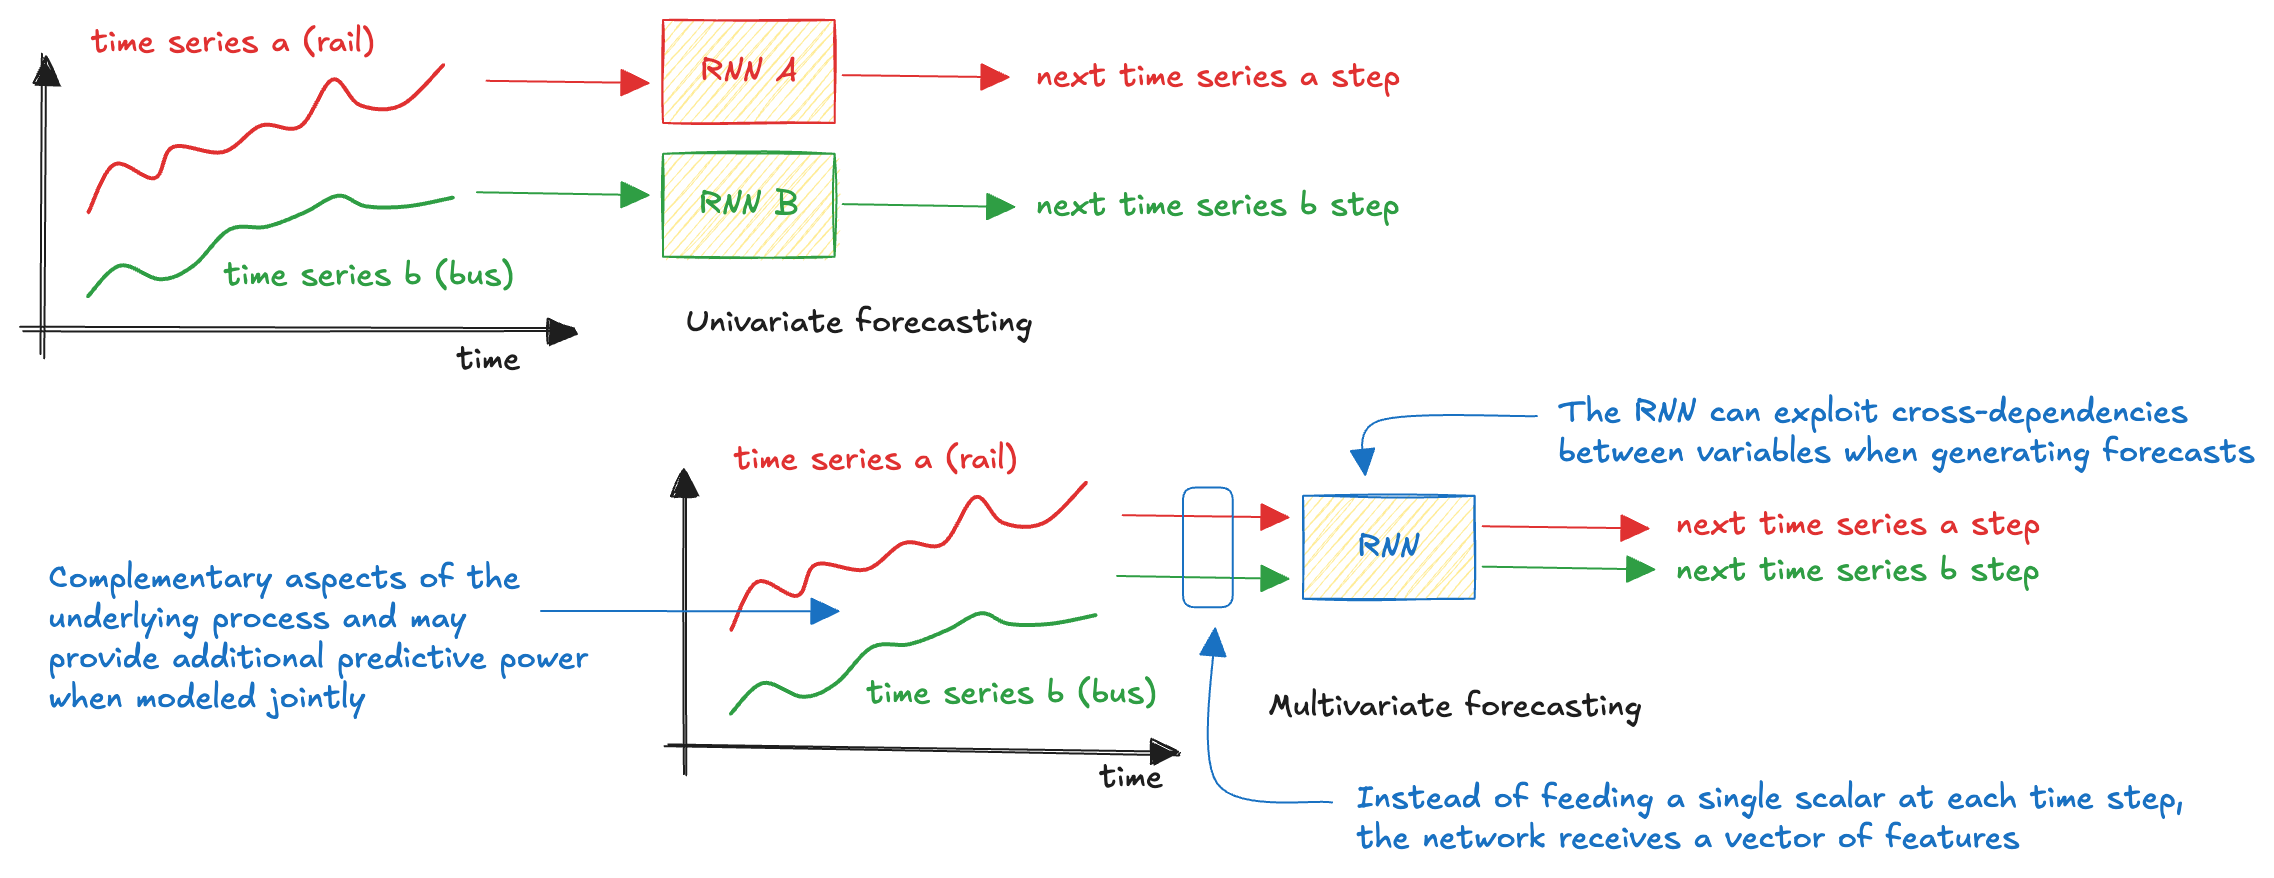 time series a (rail)
RNN A
next time series a step
RNN B
next time series b step
time series b (bus)
Univariate forecasting
time
The RNN can exploit cross-dependencies
between variables when generating forecasts
time series a (rail)
RNN
next time series a step
next time series b step
Complementary aspects of the
underlying process and may
provide additional predictive power
when modeled jointly
time series b (bus)
Multivariate forecasting
time
Instead of feeding a single scalar at each time step,
the network receives a vector of features